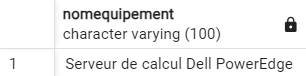 nomequipement
character varying (100)
1 Serveur de calcul Dell PowerEdge